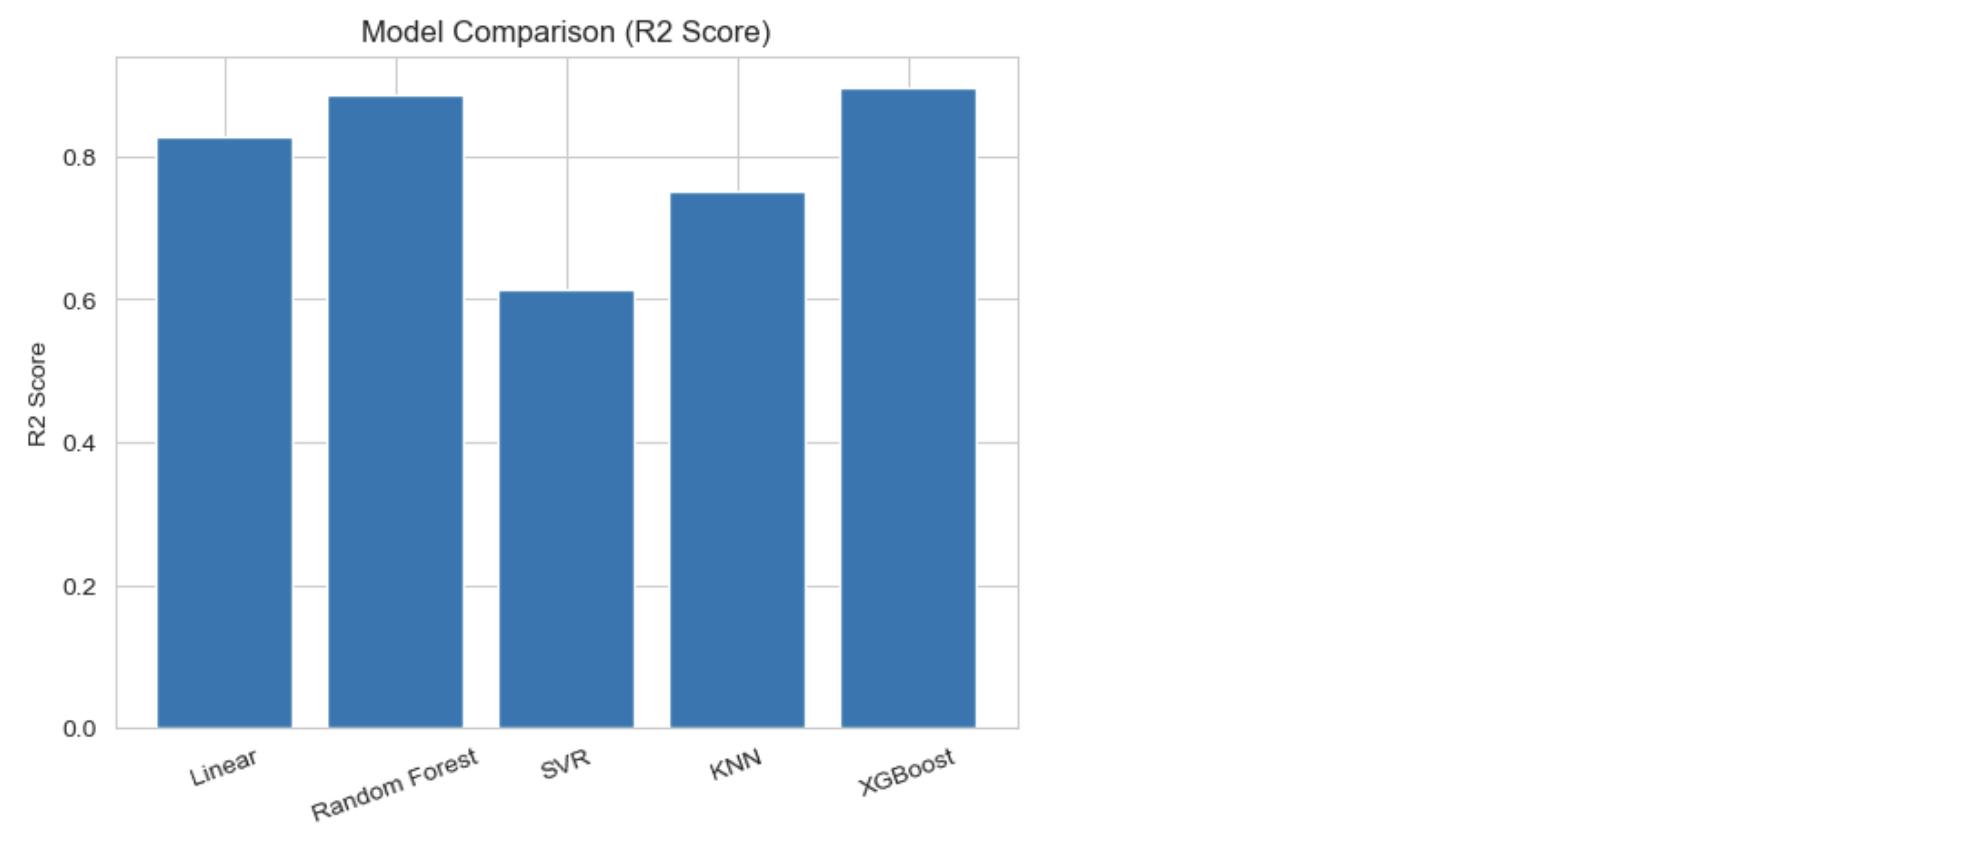 Model Comparison (R2 Score)
R2 Score
0.8
0.6
0.4
0.2
0.0
Linear
Random Forest
SVR
KNN
XGBoost